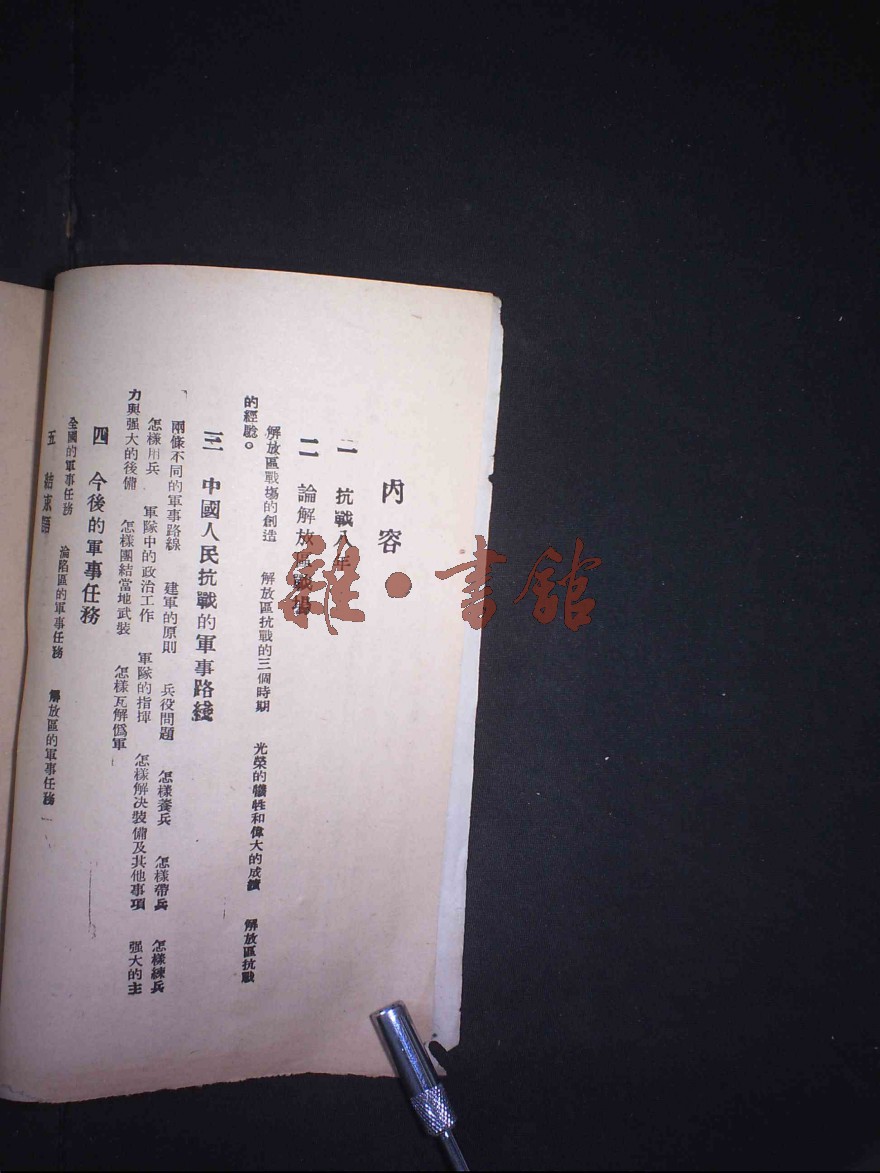 內容
一 抗戰八年
二 論解放區戰場
解放區戰場的創造 解放區抗戰的三個時期 光榮的犧牲和偉大的成績 解放區抗戰
的經驗。
三 中國人民抗戰的軍事路綫
兩條不同的軍事路線 建軍的原則 兵役問題 怎樣養兵 怎樣帶兵 怎樣練兵
怎樣用兵 軍隊中的政治工作 軍隊的指揮 怎樣解決裝備及其他事項 强大的主
力與强大的後備 怎樣團結當地武裝 怎樣瓦解僞軍
四 今後的軍事任務
全國的軍事任務 淪陷區的軍事任務 解放區的軍事任務
五 結束語
雜·書館